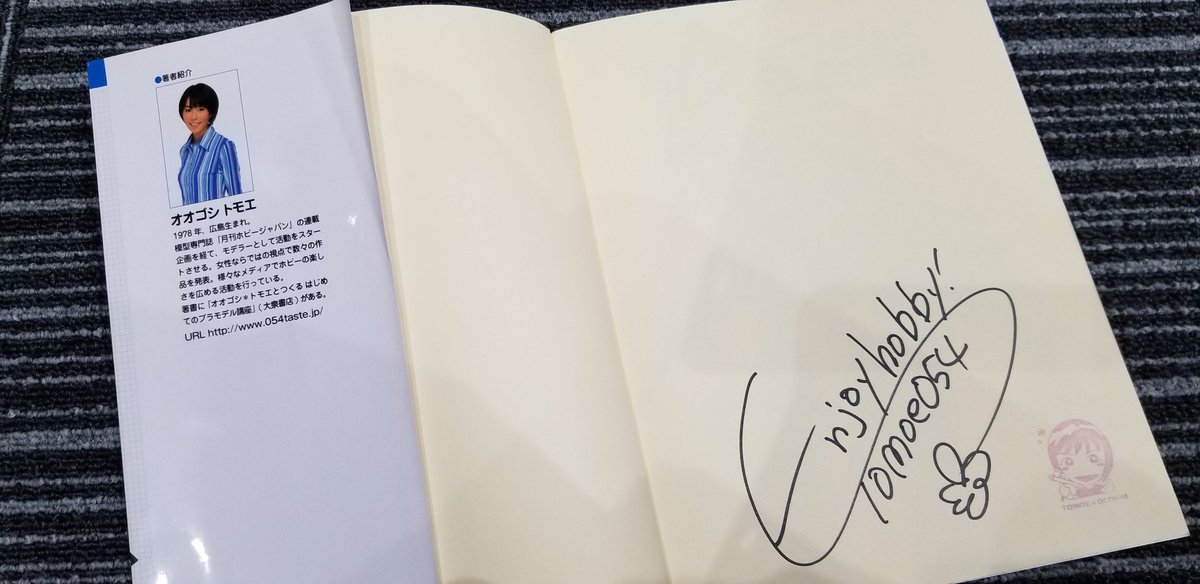 ●著者紹介
オオゴシトモエ
1978年、広島生まれ。
模型専門誌「月刊ホビージャパン」の連載
企画を経て、モデラーとして活動をスター
トさせる。女性ならではの視点で数々の作
品を発表、様々なメディアでホビーの楽し
さを広める活動を行っている。
著書に「オオゴシ＊トモエとつくる はじめ
てのプラモデル講座」(大泉書店)がある。
URL http://www.054taste.jp/
Enjoy hobby!
Tomoe054
TOMOE * OGOSHI